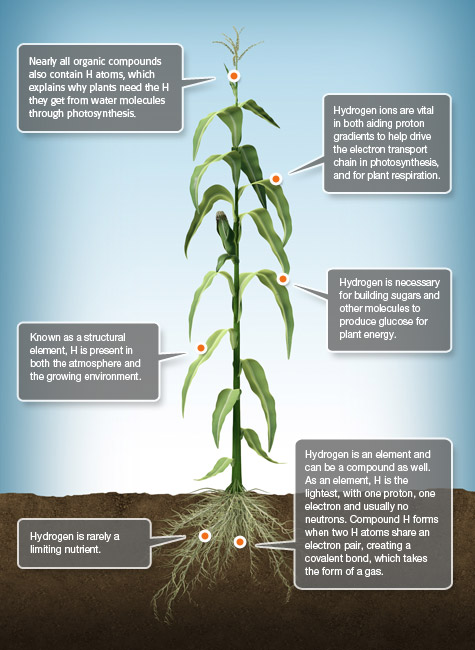 Nearly all organic compounds
also contain H atoms, which
explains why plants need the H
they get from water molecules
through photosynthesis.
Hydrogen ions are vital
in both aiding proton
gradients to help drive
the electron transport
chain in photosynthesis,
and for plant respiration.
Hydrogen is necessary
for building sugars and
other molecules to
produce glucose for
plant energy.
Known as a structural
element, H is present in
both the atmosphere and
the growing environment.
Hydrogen is an element and
can be a compound as well.
As an element, H is the
lightest, with one proton, one
electron and usually no
neutrons. Compound H forms
when two H atoms share an
electron pair, creating a
covalent bond, which takes
the form of a gas.
Hydrogen is rarely a
limiting nutrient.